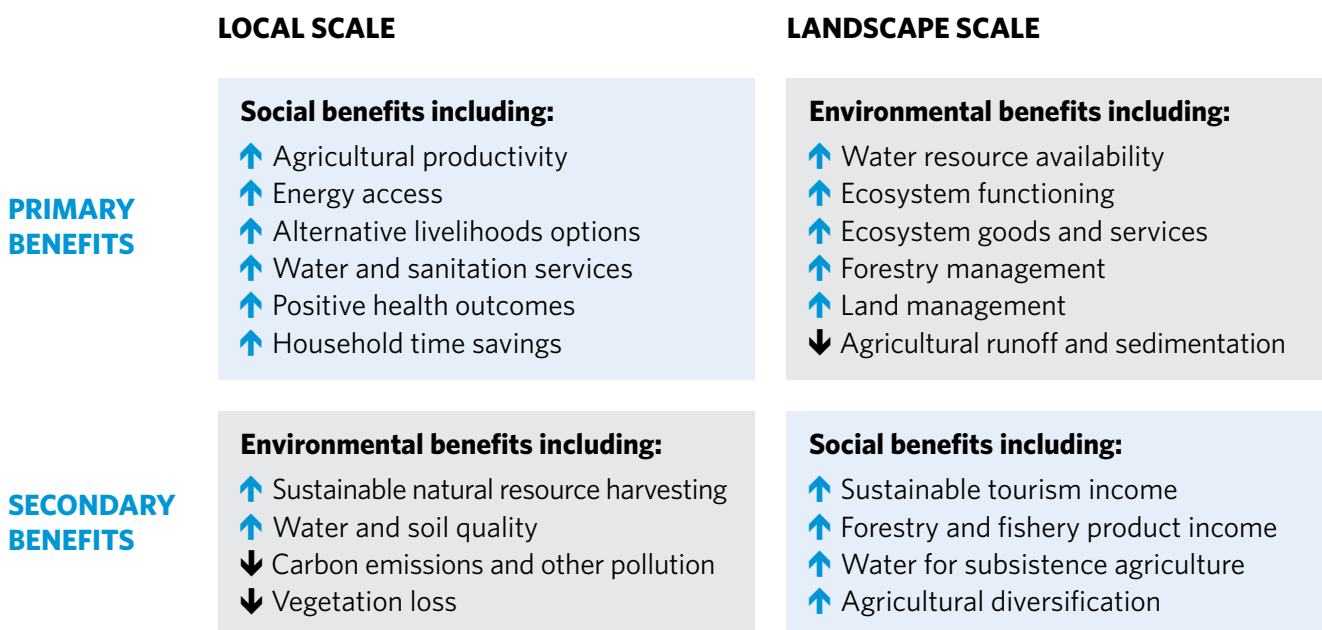 LOCAL SCALE
LANDSCAPE SCALE
PRIMARY
BENEFITS
Social benefits including:
↑ Agricultural productivity
↑ Energy access
↑ Alternative livelihoods options
↑ Water and sanitation services
↑ Positive health outcomes
↑ Household time savings
Environmental benefits including:
↑ Water resource availability
↑ Ecosystem functioning
↑ Ecosystem goods and services
↑ Forestry management
↑ Land management
↓ Agricultural runoff and sedimentation
SECONDARY
BENEFITS
Environmental benefits including:
↑ Sustainable natural resource harvesting
↑ Water and soil quality
↓ Carbon emissions and other pollution
↓ Vegetation loss
Social benefits including:
↑ Sustainable tourism income
↑ Forestry and fishery product income
↑ Water for subsistence agriculture
↑ Agricultural diversification